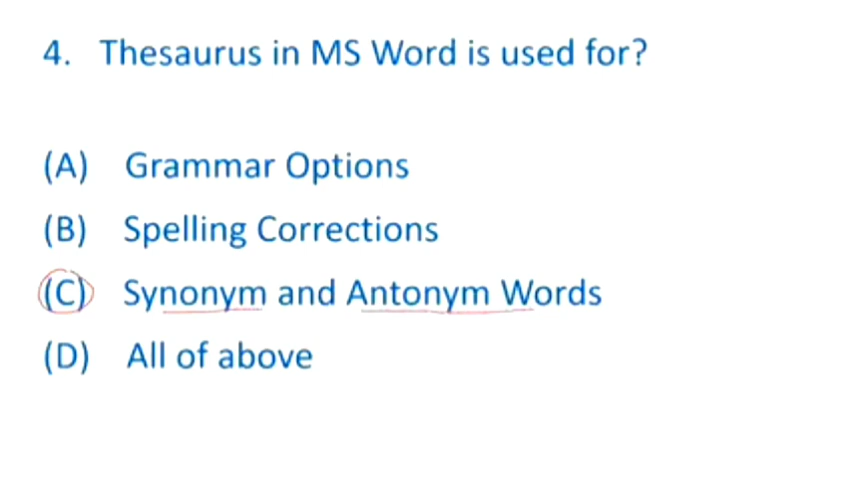 4. Thesaurus in MS Word is used for?
(A) Grammar Options
(B) Spelling Corrections
(C) Synonym and Antonym Words
(D) All of above